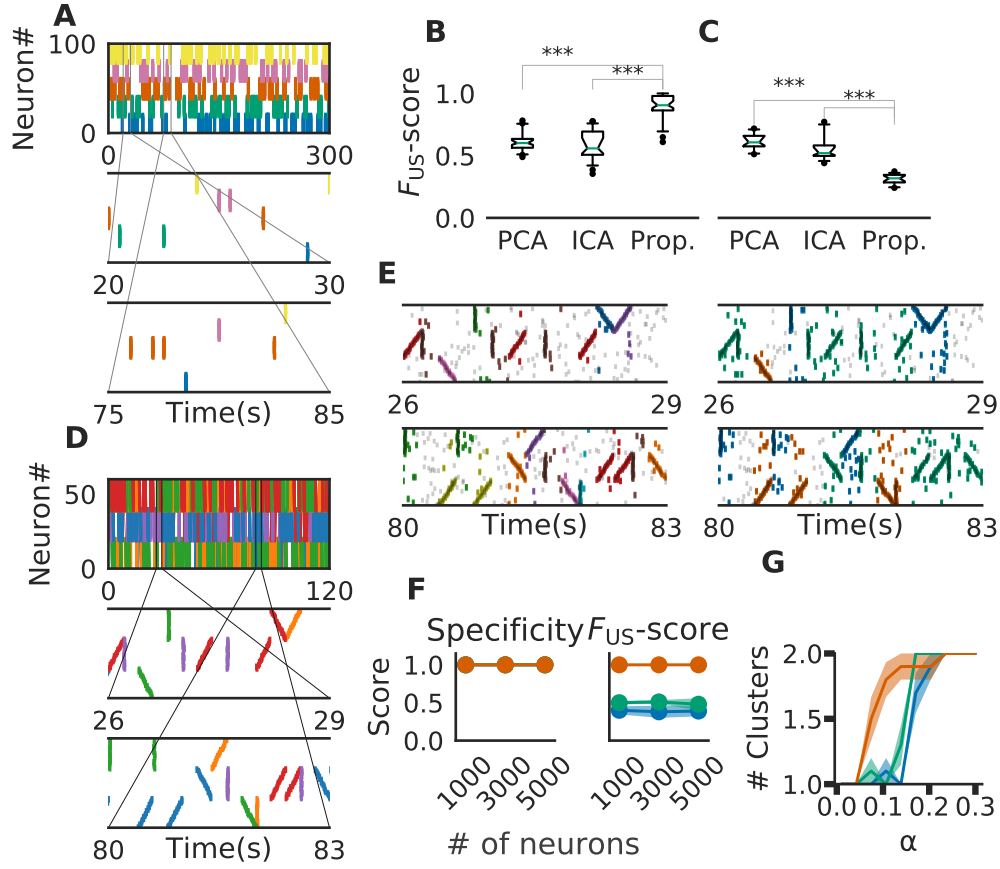 A
Neuron#
100
0
0 300
20 30
75 Time(s) 85
B
F_US-score
1.0
0.5
0.0
***
***
PCA ICA Prop.
C
***
***
PCA ICA Prop.
D
Neuron#
50
0
0 120
26 29
80 Time(s) 83
E
26 29
80 Time(s) 83
26 29
80 Time(s) 83
F
Specificity F_US-score
Score
1.0
0.5
0.0
1000 3000 5000
1000 3000 5000
# of neurons
G
# Clusters
2.0
1.5
1.0
0.0 0.1 0.2 0.3
α